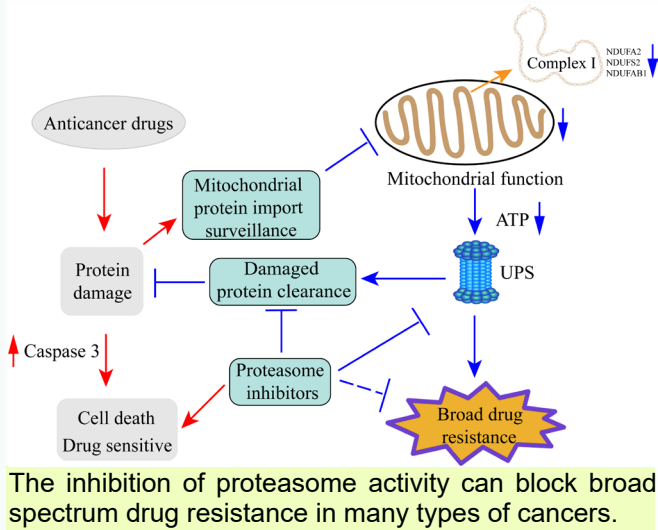 Complex I
NDUFA2
NDUFS2
NDUFAB1
Anticancer drugs
Mitochondrial
protein import
surveillance
Mitochondrial function
ATP
Protein
damage
Damaged
protein clearance
UPS
Caspase 3
Proteasome
inhibitors
Cell death
Drug sensitive
Broad drug
resistance
The inhibition of proteasome activity can block broad
spectrum drug resistance in many types of cancers.